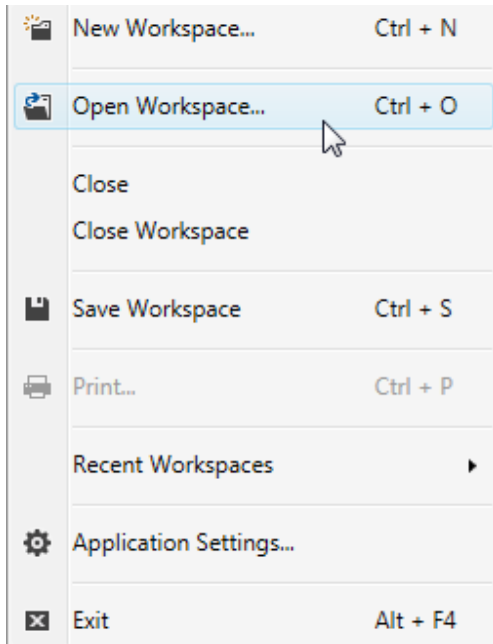 New Workspace... Ctrl + N
Open Workspace... Ctrl + O
Close
Close Workspace
Save Workspace Ctrl + S
Print... Ctrl + P
Recent Workspaces
Application Settings...
Exit Alt + F4